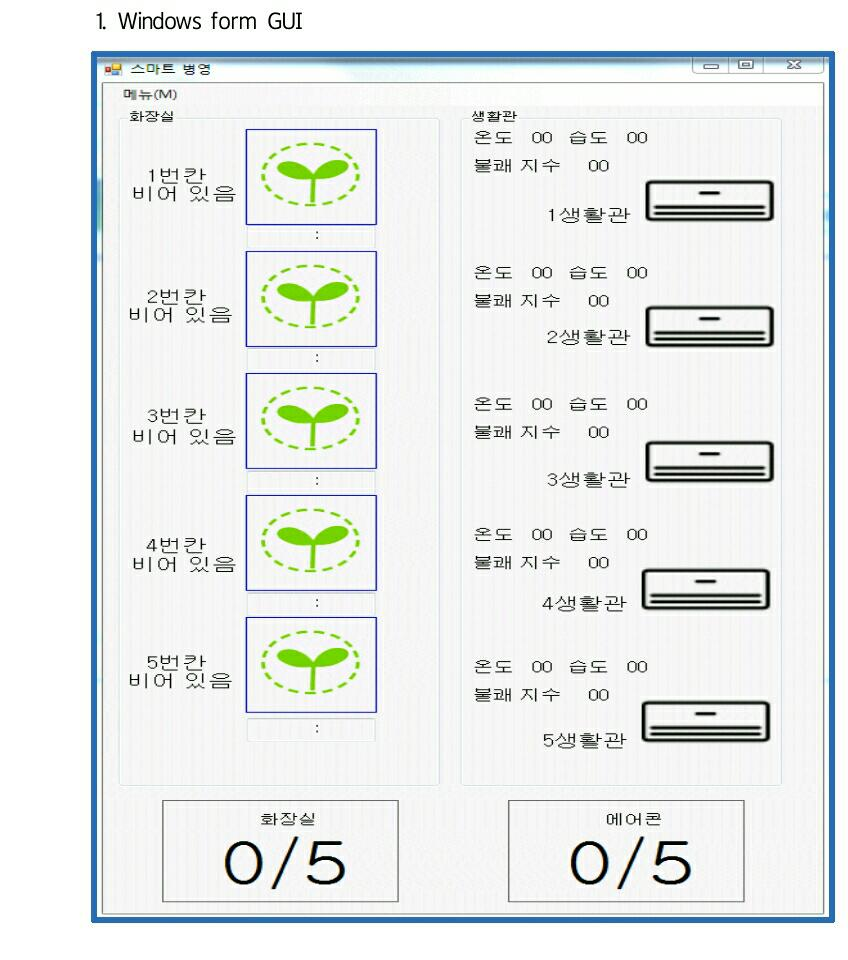 1. Windows form GUI
스마트 병영
메뉴(M)
화장실
1번칸
비어 있음
:
2번칸
비어 있음
:
3번칸
비어 있음
:
4번칸
비어 있음
:
5번칸
비어 있음
:
생활관
온도 00 습도 00
불쾌 지수 00
1생활관
온도 00 습도 00
불쾌 지수 00
2생활관
온도 00 습도 00
불쾌 지수 00
3생활관
온도 00 습도 00
불쾌 지수 00
4생활관
온도 00 습도 00
불쾌 지수 00
5생활관
화장실
0/5
에어콘
0/5